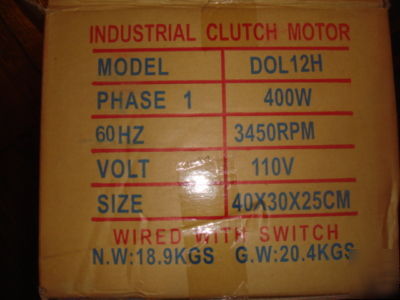 INDUSTRIAL CLUTCH MOTOR
MODEL DOL12H
PHASE 1 400W
60HZ 3450RPM
VOLT 110V
SIZE 40X30X25CM
WIRED WITH SWITCH
N.W:18.9KGS G.W:20.4KGS